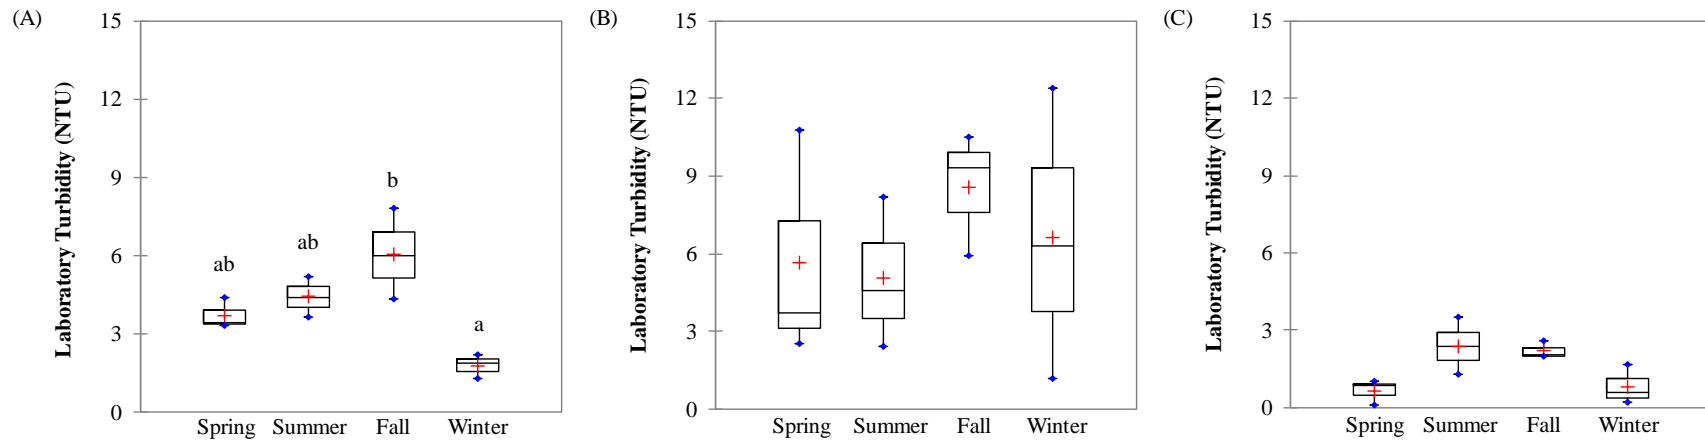 (A)
Laboratory Turbidity (NTU)
15
12
9
6
3
0
ab
ab
b
a
Spring Summer Fall Winter
(B)
Laboratory Turbidity (NTU)
15
12
9
6
3
0
Spring Summer Fall Winter
(C)
Laboratory Turbidity (NTU)
15
12
9
6
3
0
Spring Summer Fall Winter